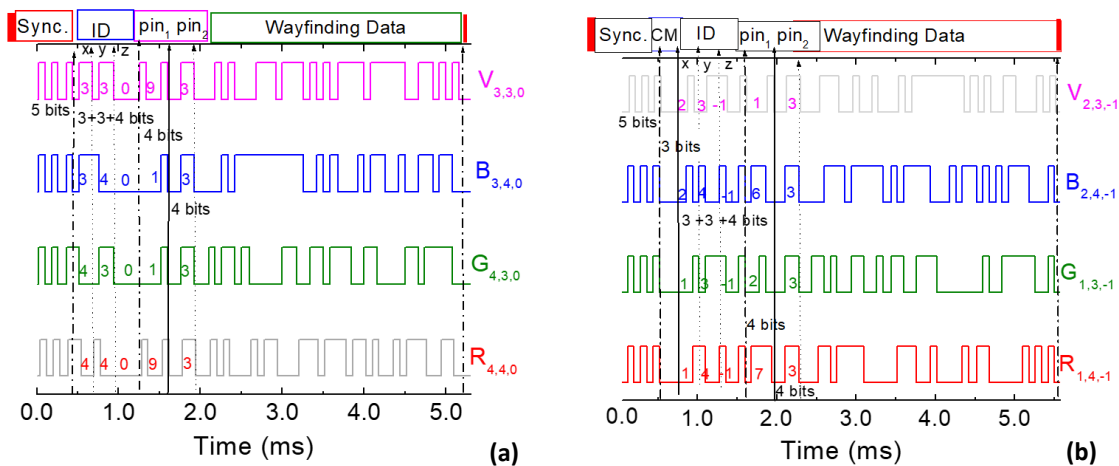 Sync. ID pin1 pin2 Wayfinding Data
x y z
3 3 0 9 3 V3,3,0
5 bits 3+3+4 bits
4 bits
3 4 0 1 3 B3,4,0
4 bits
4 3 0 1 3 G4,3,0
4 4 0 9 3 R4,4,0
0.0 1.0 2.0 3.0 4.0 5.0
Time (ms) (a)
Sync. CM ID pin1 pin2 Wayfinding Data
x y z
2 3 -1 1 3 V2,3,-1
5 bits
3 bits
2 4 -1 6 3 B2,4,-1
3 +3 +4 bits
1 3 -1 2 3 G1,3,-1
4 bits
1 4 -1 7 3 R1,4,-1
4 bits
0.0 1.0 2.0 3.0 4.0 5.0
Time (ms) (b)